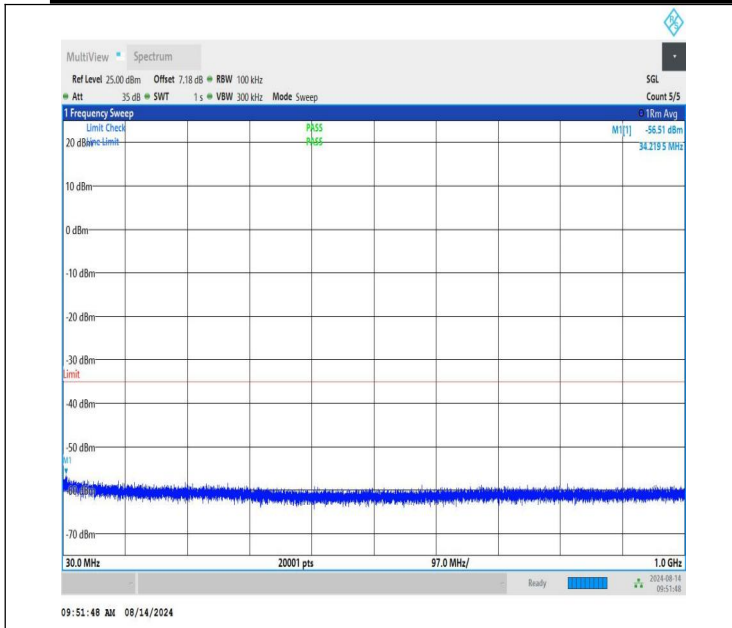 MultiView Spectrum
Ref Level 25.00 dBm Offset 7.18 dB RBW 100 kHz SGL
Att 35 dB SWT 1 s VBW 300 kHz Mode Sweep Count 5/5
1 Frequency Sweep 1Rm Avg
Limit Check PASS M1[1] -56.51 dBm
20 dBm Line Limit PASS 34.219 5 MHz
10 dBm
0 dBm
-10 dBm
-20 dBm
-30 dBm
Limit
-40 dBm
-50 dBm
M1
-60 dBm
-70 dBm
30.0 MHz 20001 pts 97.0 MHz/ 1.0 GHz
Ready 2024-08-14
09:51:48
09:51:48 AM 08/14/2024